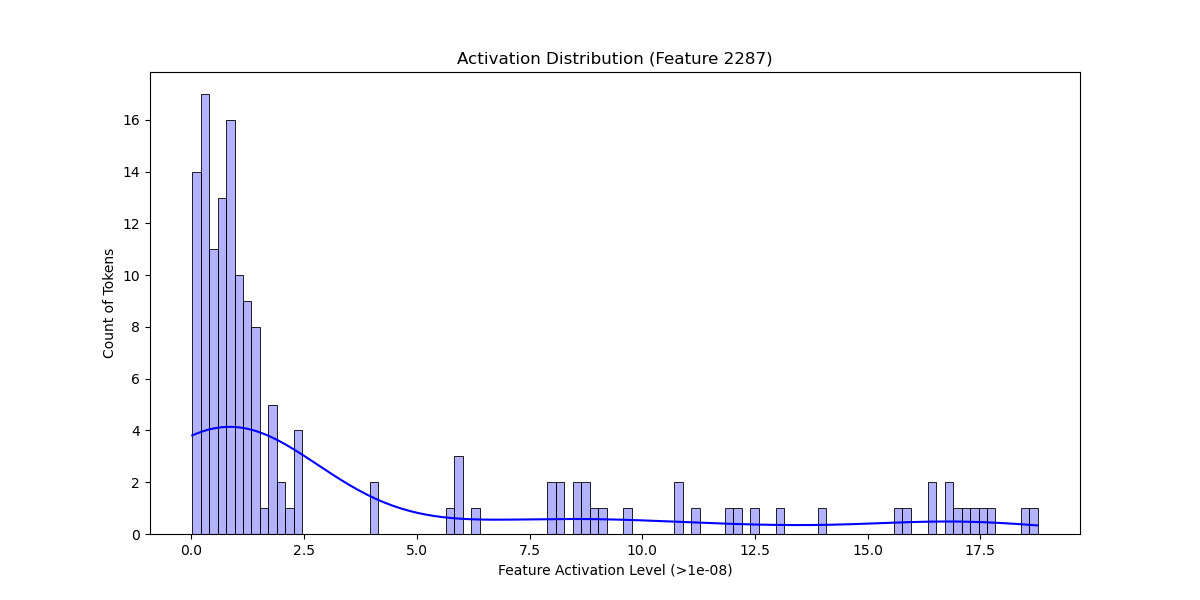 Activation Distribution (Feature 2287)
Count of Tokens
16
14
12
10
8
6
4
2
0
0.0 2.5 5.0 7.5 10.0 12.5 15.0 17.5
Feature Activation Level (>1e-08)